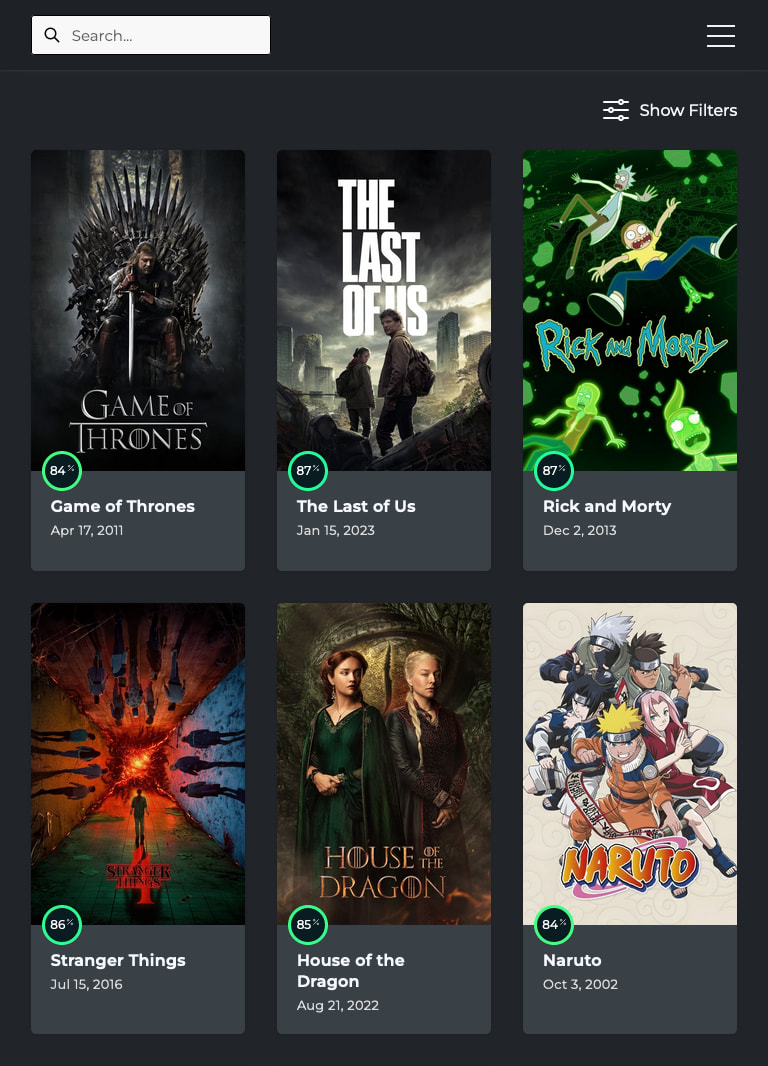 Search...
Show Filters
GAME OF
THRONES
84%
Game of Thrones
Apr 17, 2011
THE
LAST
OF US
87%
The Last of Us
Jan 15, 2023
Rick and Morty
87%
Rick and Morty
Dec 2, 2013
STRANGER
THINGS
4
86%
Stranger Things
Jul 15, 2016
HOUSE OF THE
DRAGON
85%
House of the
Dragon
Aug 21, 2022
NARUTO
84%
Naruto
Oct 3, 2002